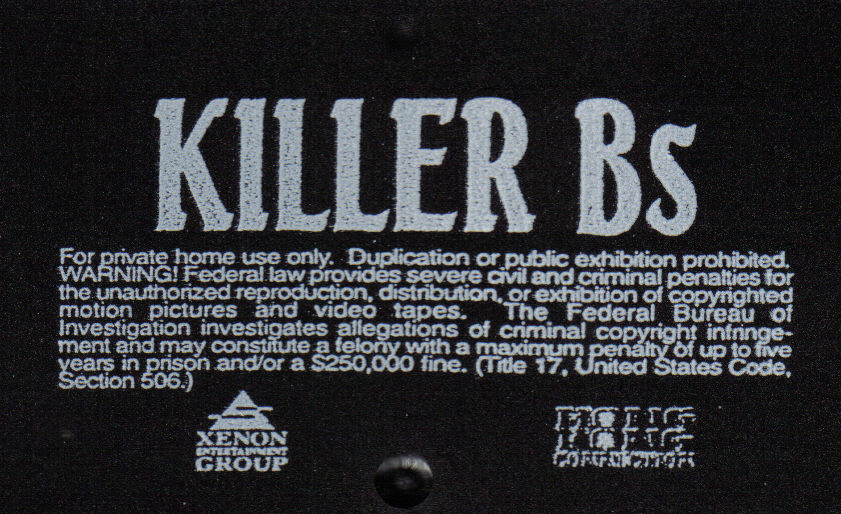 KILLER Bs
For private home use only. Duplication or public exhibition prohibited.
WARNING! Federal law provides severe civil and criminal penalties for
the unauthorized reproduction, distribution, or exhibition of copyrighted
motion pictures and video tapes. The Federal Bureau of
Investigation investigates allegations of criminal copyright infringe-
ment and may constitute a felony with a maximum penalty of up to five
years in prison and/or a $250,000 fine. (Title 17, United States Code,
Section 506.)
XENON
ENTERTAINMENT
GROUP